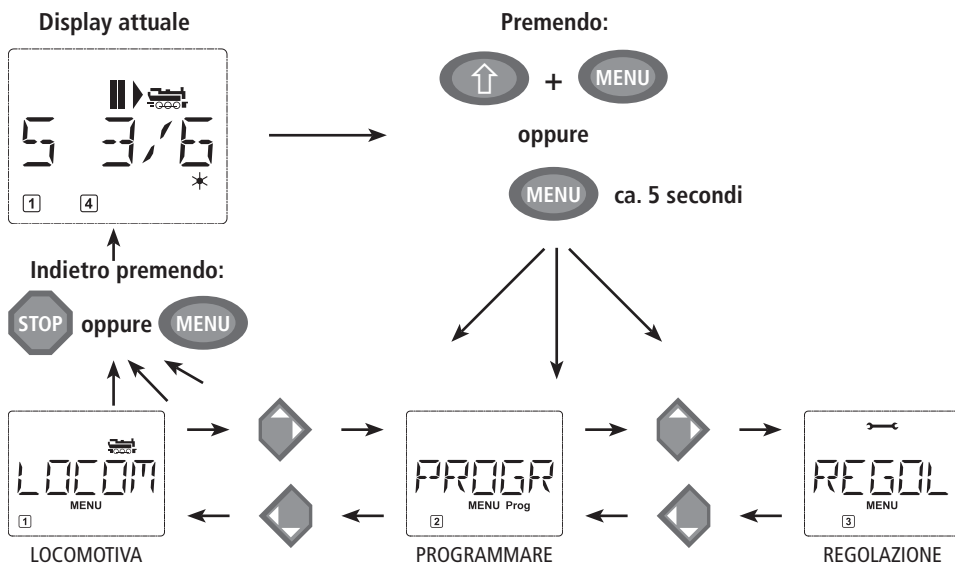 Display attuale
Premendo:
+ MENU
oppure
MENU ca. 5 secondi
S 3/6
1 4
Indietro premendo:
STOP oppure MENU
LOCOM
MENU
1
LOCOMOTIVA
PROGR
MENU Prog
2
PROGRAMMARE
REGOL
MENU
3
REGOLAZIONE